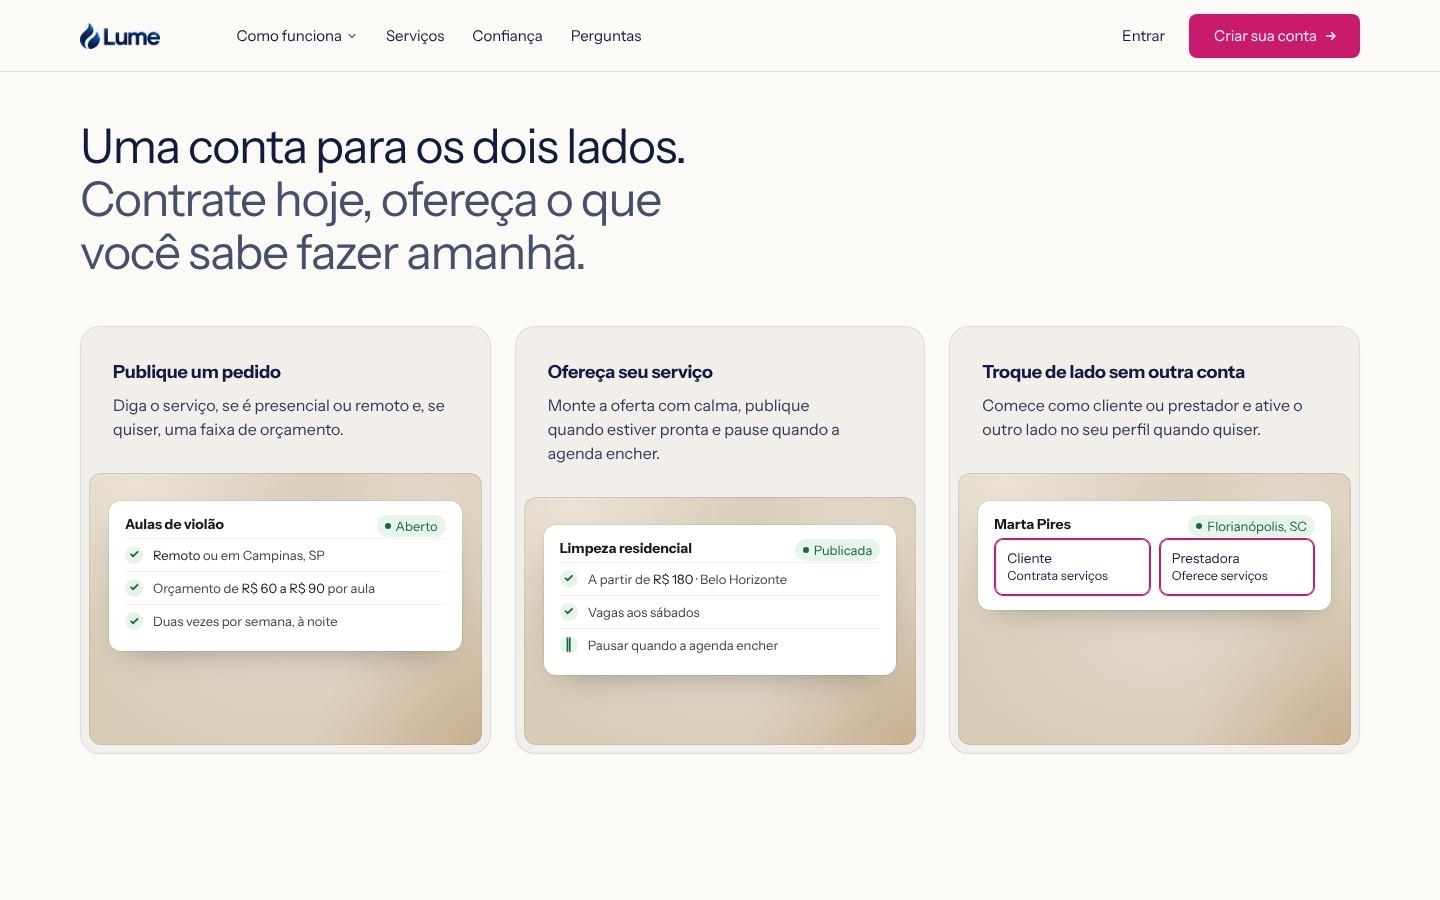 Lume
Como funciona
Serviços
Confiança
Perguntas
Entrar
Criar sua conta
Uma conta para os dois lados.
Contrate hoje, ofereça o que
você sabe fazer amanhã.
Publique um pedido
Diga o serviço, se é presencial ou remoto e, se
quiser, uma faixa de orçamento.
Aulas de violão
Aberto
Remoto ou em Campinas, SP
Orçamento de R$ 60 a R$ 90 por aula
Duas vezes por semana, à noite
Ofereça seu serviço
Monte a oferta com calma, publique
quando estiver pronta e pause quando a
agenda encher.
Limpeza residencial
Publicada
A partir de R$ 180 · Belo Horizonte
Vagas aos sábados
Pausar quando a agenda encher
Troque de lado sem outra conta
Comece como cliente ou prestador e ative o
outro lado no seu perfil quando quiser.
Marta Pires
Florianópolis, SC
Cliente
Contrata serviços
Prestadora
Oferece serviços